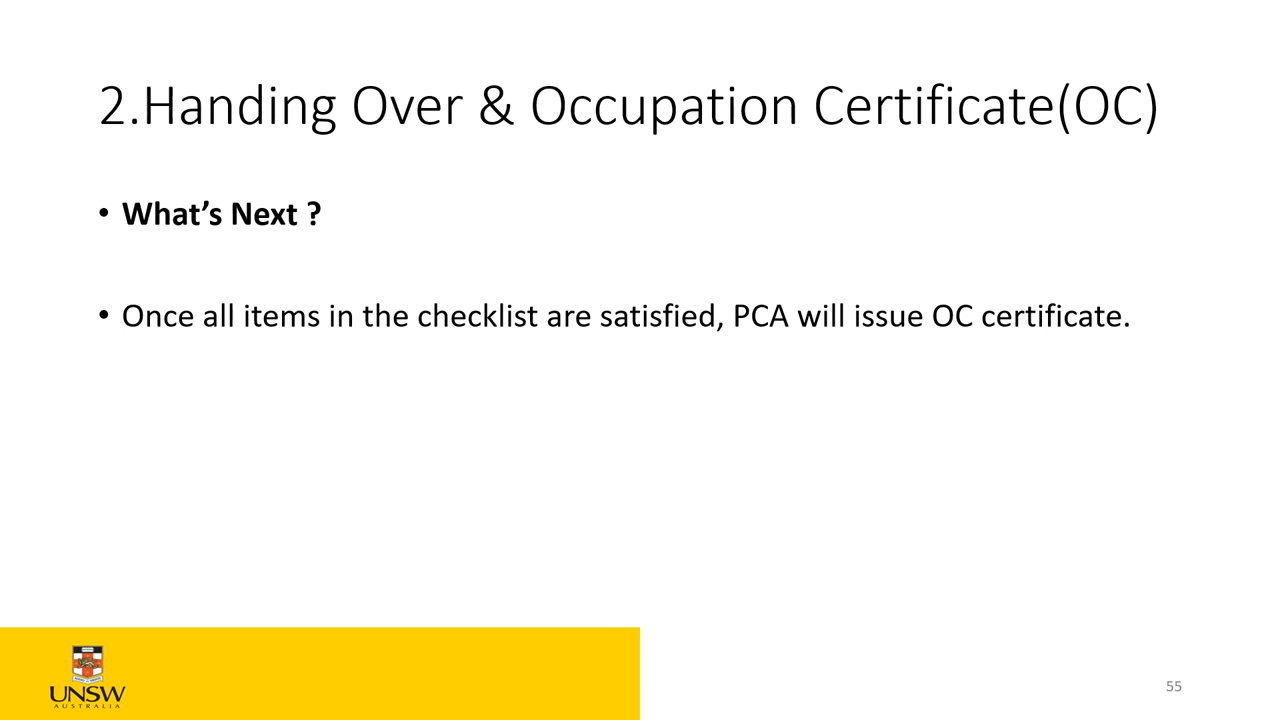 2.Handing Over & Occupation Certificate(OC)
• What’s Next ?
• Once all items in the checklist are satisfied, PCA will issue OC certificate.
UNSW
AUSTRALIA
55